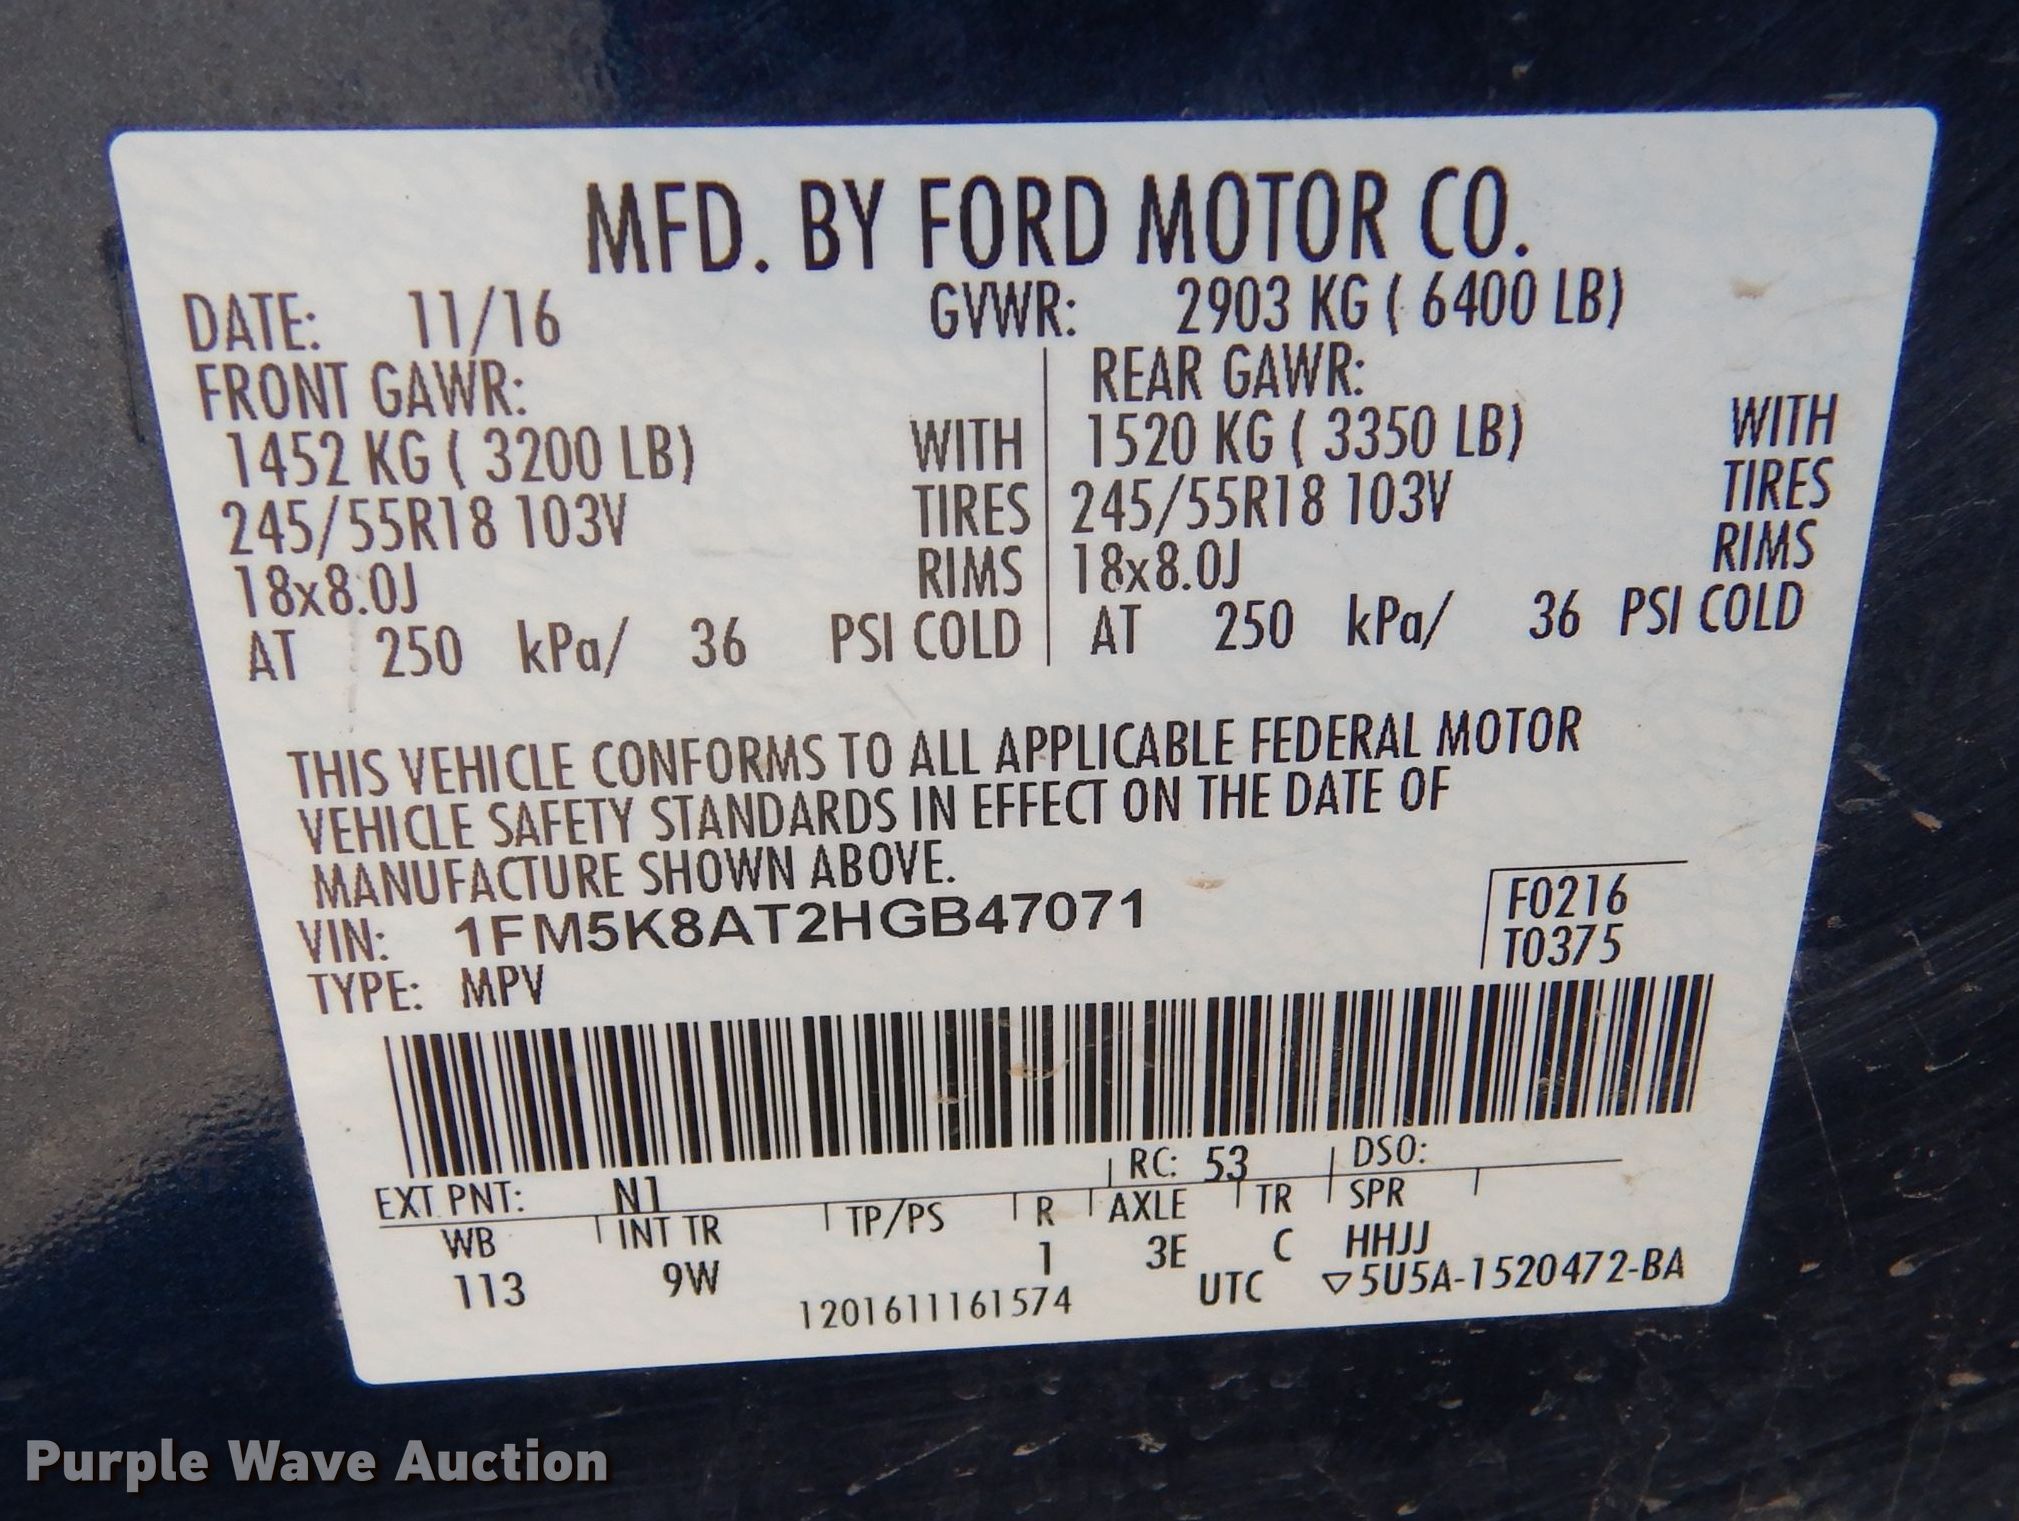 MFD. BY FORD MOTOR CO.
DATE: 11/16 GVWR: 2903 KG ( 6400 LB)
FRONT GAWR: REAR GAWR:
1452 KG ( 3200 LB) WITH 1520 KG ( 3350 LB) WITH
245/55R18 103V TIRES 245/55R18 103V TIRES
18x8.0J RIMS 18x8.0J RIMS
AT 250 kPa/ 36 PSI COLD AT 250 kPa/ 36 PSI COLD
THIS VEHICLE CONFORMS TO ALL APPLICABLE FEDERAL MOTOR
VEHICLE SAFETY STANDARDS IN EFFECT ON THE DATE OF
MANUFACTURE SHOWN ABOVE.
VIN: 1FM5K8AT2HGB47071
TYPE: MPV
F0216
T0375
EXT PNT: N1 RC: 53 DSO:
WB INT TR TP/PS R AXLE TR SPR
113 9W 1 3E C HHJJ
1201611161574 UTC ▽5U5A-1520472-BA
Purple Wave Auction